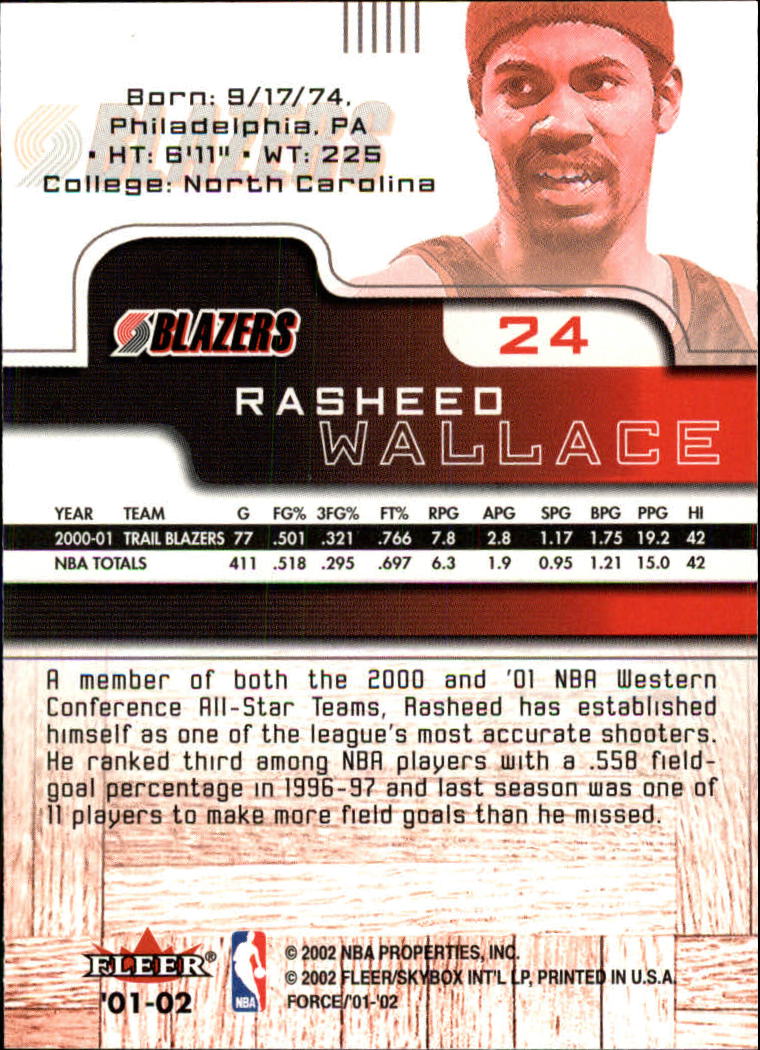 Born: 9/17/74,
Philadelphia, PA
• HT: 6'11" • WT: 225
College: North Carolina
BLAZERS
BLAZERS
24
RASHEED
WALLACE
YEAR TEAM G FG% 3FG% FT% RPG APG SPG BPG PPG HI
2000-01 TRAIL BLAZERS 77 .501 .321 .766 7.8 2.8 1.17 1.75 19.2 42
NBA TOTALS 411 .518 .295 .697 6.3 1.9 0.95 1.21 15.0 42
A member of both the 2000 and '01 NBA Western
Conference All-Star Teams, Rasheed has established
himself as one of the league's most accurate shooters.
He ranked third among NBA players with a .558 field-
goal percentage in 1996-97 and last season was one of
11 players to make more field goals than he missed.
FLEER®
'01-02
NBA
© 2002 NBA PROPERTIES, INC.
© 2002 FLEER/SKYBOX INT'L LP, PRINTED IN U.S.A.
FORCE/'01-'02